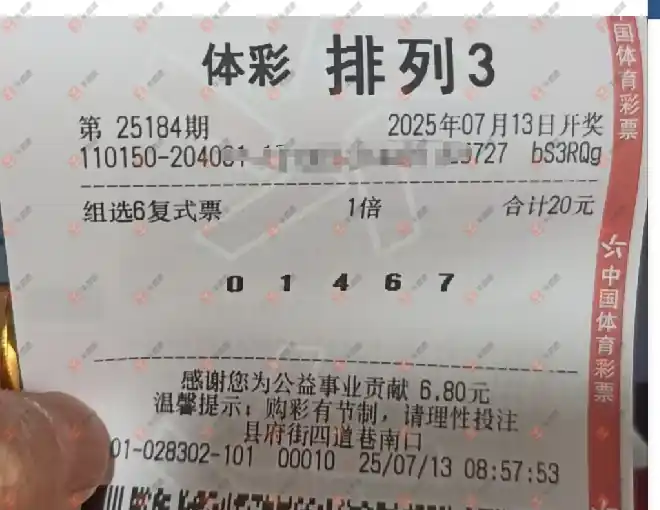 体彩 排列3
第 25184期 2025年07月13日开奖
110150-204081 5727 bS3RQg
组选6复式票 1倍 合计20元
0 1 4 6 7
感谢您为公益事业贡献 6.80元
温馨提示：购彩有节制，请理性投注
县府街四道巷南口
01-028302-101 00010 25/07/13 08:57:53
中国体育彩票
中国体育彩票